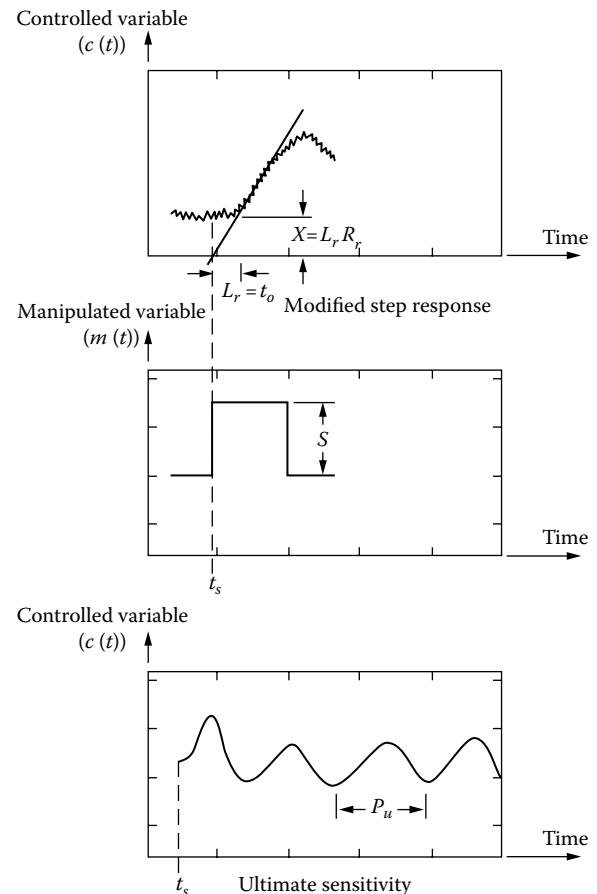 Controlled variable
(c (t))
X = L_r R_r
Time
L_r = t_o
Modified step response
Manipulated variable
(m (t))
S
Time
t_s
Controlled variable
(c (t))
P_u
Time
t_s
Ultimate sensitivity